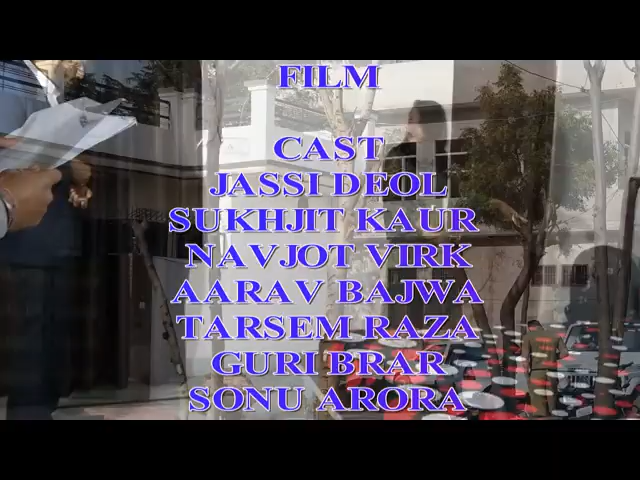 FILM
CAST
JASSI DEOL
SUKHJIT KAUR
NAVJOT VIRK
AARAV BAJWA
TARSEM RAZA
GURI BRAR
SONU ARORA